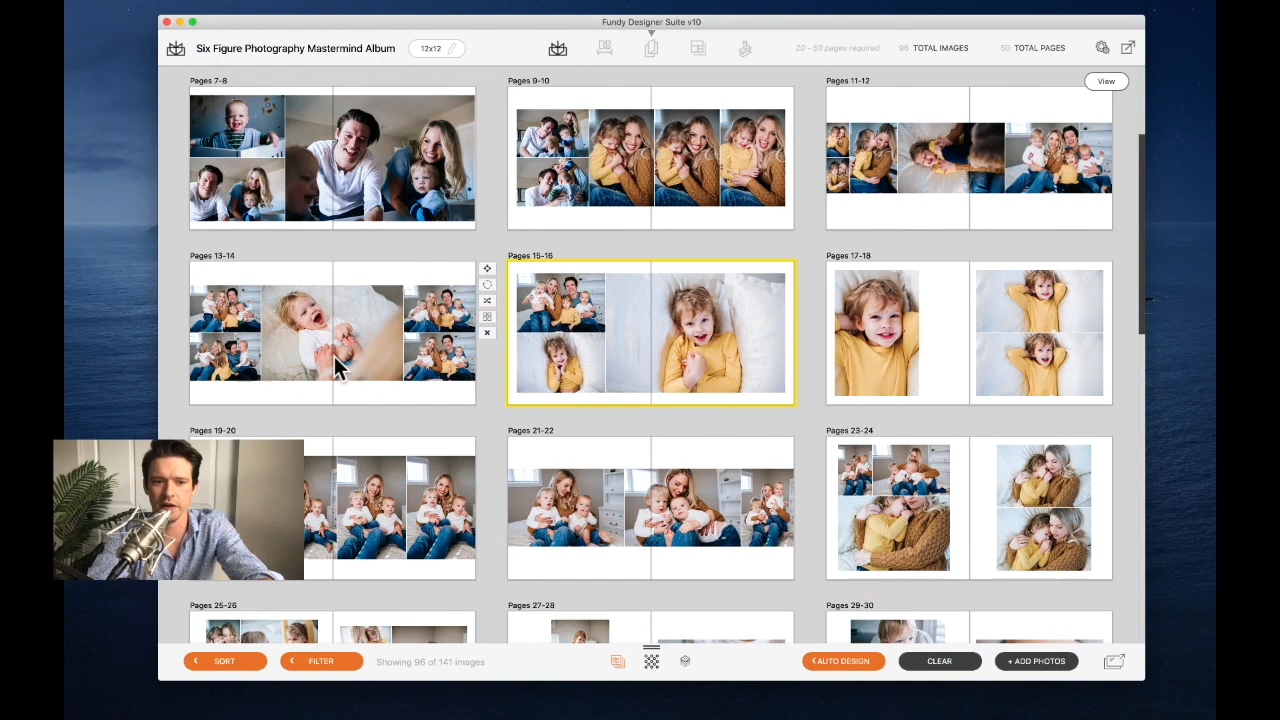 Fundy Designer Suite v10
Six Figure Photography Mastermind Album
12x12
20 - 50 pages required
96 TOTAL IMAGES
50 TOTAL PAGES
View
Pages 7-8
Pages 9-10
Pages 11-12
Pages 13-14
Pages 15-16
Pages 17-18
Pages 19-20
Pages 21-22
Pages 23-24
Pages 25-26
Pages 27-28
Pages 29-30
SORT
FILTER
Showing 96 of 141 images
AUTO DESIGN
CLEAR
+ ADD PHOTOS